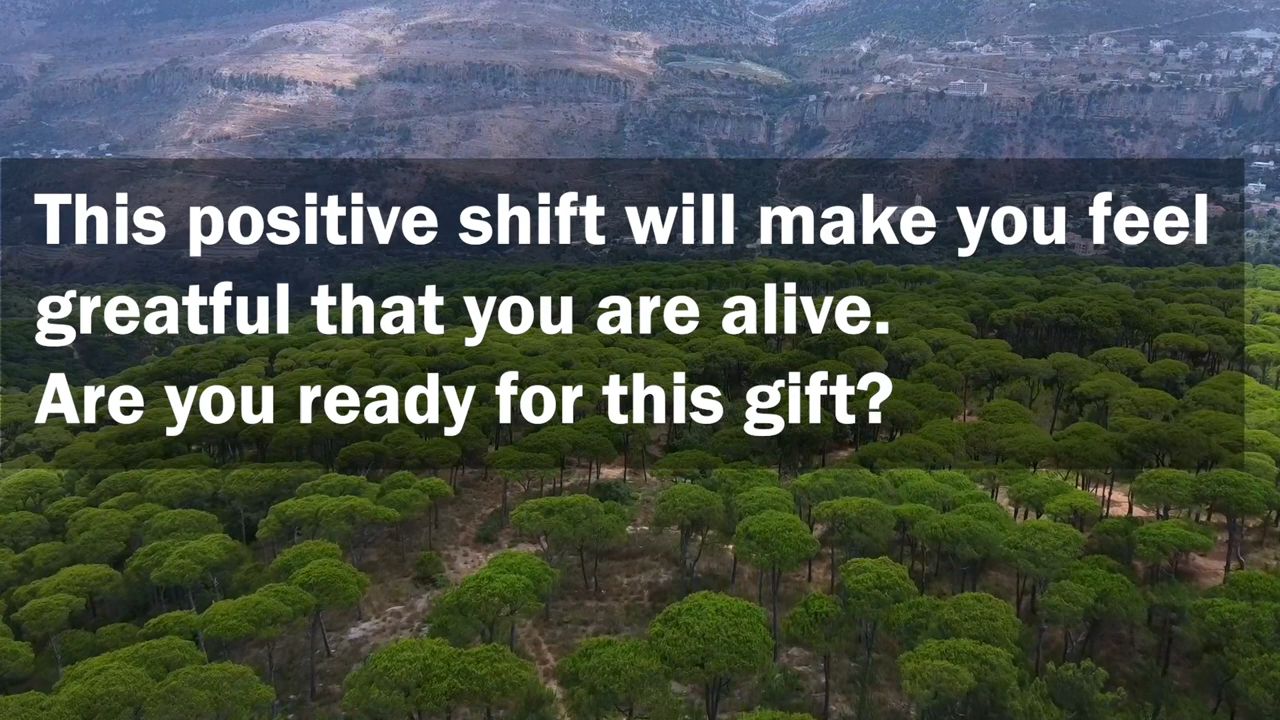 This positive shift will make you feel
greatful that you are alive.
Are you ready for this gift?